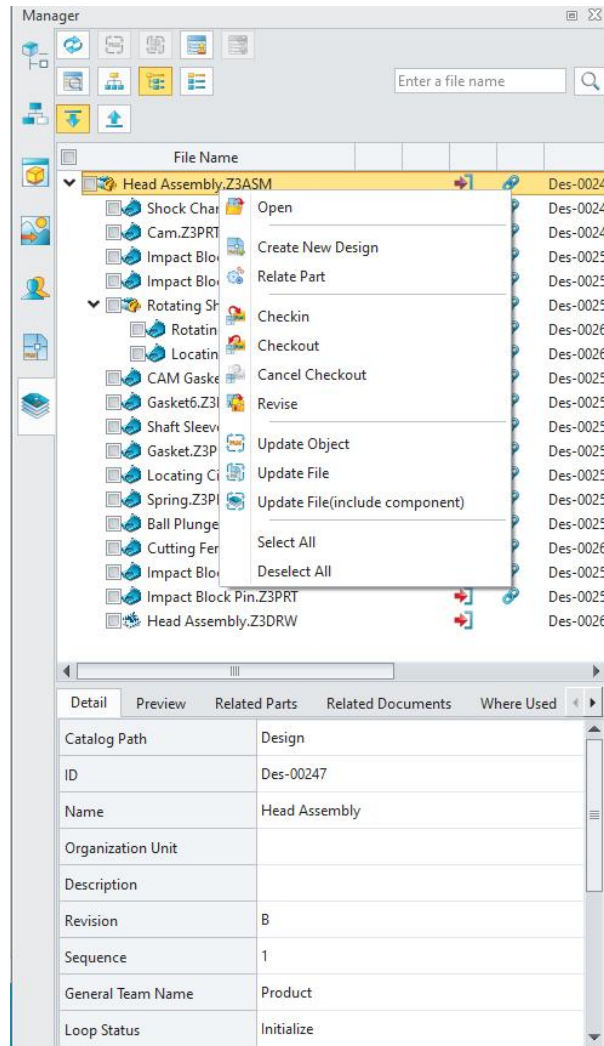 Manager
Enter a file name
File Name
Head Assembly.Z3ASM Des-0024
Shock Char Des-0024
Cam.Z3PRT Des-0024
Impact Bloc Des-0025
Impact Bloc Des-0025
Rotating Sh Des-0025
Rotatin Des-0026
Locatin Des-0026
CAM Gaske Des-0025
Gasket6.Z3 Des-0025
Shaft Sleeve Des-0025
Gasket.Z3P Des-0025
Locating Ci Des-0025
Spring.Z3P Des-0025
Ball Plunge Des-0025
Cutting Fer Des-0026
Impact Bloc Des-0025
Impact Block Pin.Z3PRT Des-0025
Head Assembly.Z3DRW Des-0026
Open
Create New Design
Relate Part
Checkin
Checkout
Cancel Checkout
Revise
Update Object
Update File
Update File(include component)
Select All
Deselect All
Detail Preview Related Parts Related Documents Where Used
Catalog Path Design
ID Des-00247
Name Head Assembly
Organization Unit
Description
Revision B
Sequence 1
General Team Name Product
Loop Status Initialize